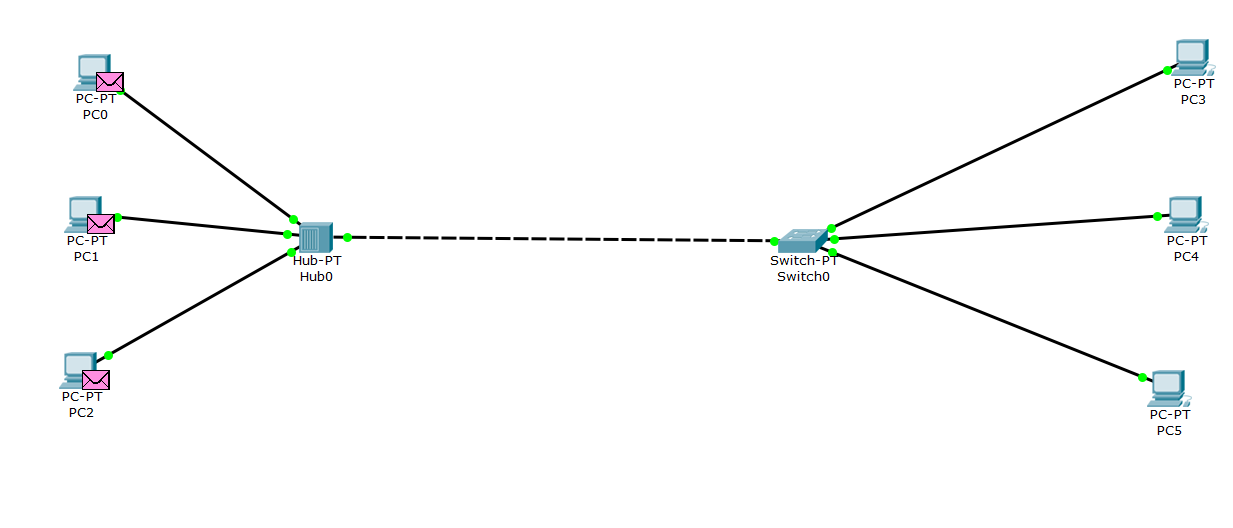 PC-PT
PC0
PC-PT
PC1
PC-PT
PC2
Hub-PT
Hub0
Switch-PT
Switch0
PC-PT
PC3
PC-PT
PC4
PC-PT
PC5